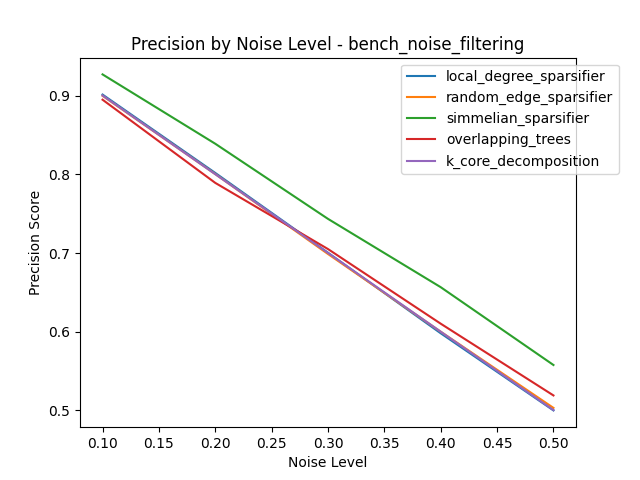 Precision by Noise Level - bench_noise_filtering
local_degree_sparsifier
random_edge_sparsifier
simmelian_sparsifier
overlapping_trees
k_core_decomposition
Precision Score
0.9
0.8
0.7
0.6
0.5
0.10 0.15 0.20 0.25 0.30 0.35 0.40 0.45 0.50
Noise Level